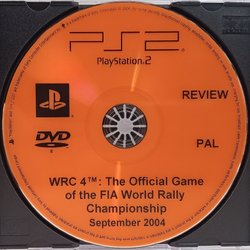 PS2
PlayStation.2
REVIEW
DVD
PAL
WRC 4™: The Official Game
of the FIA World Rally
Championship
September 2004